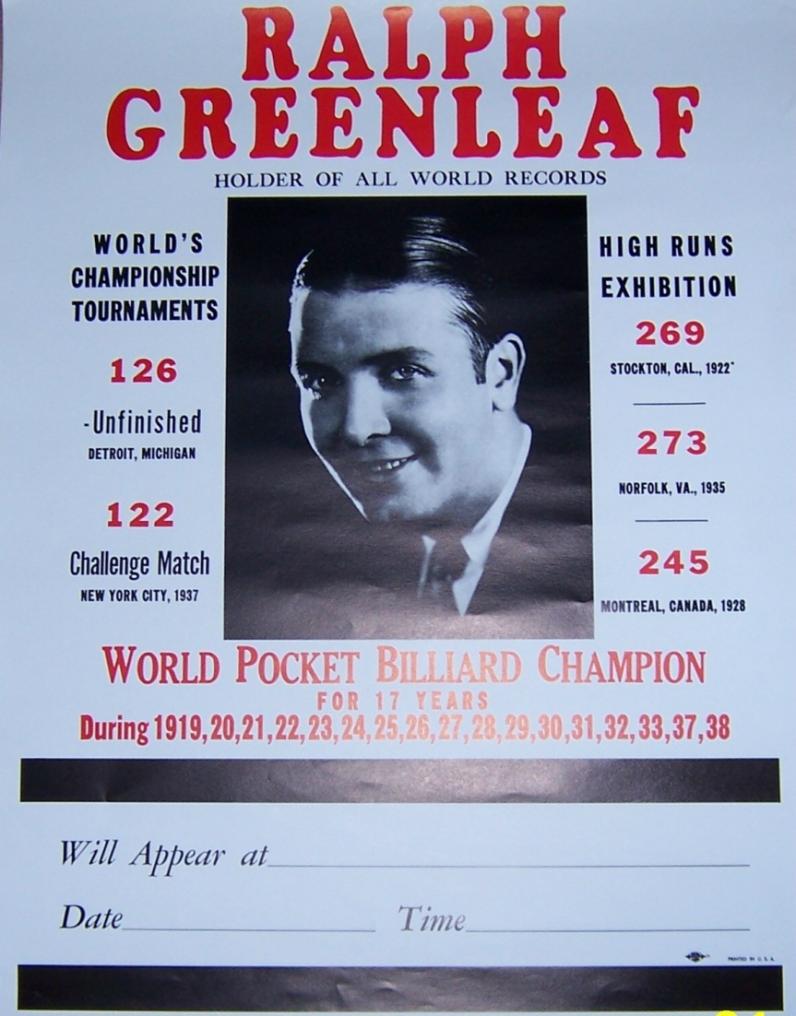 RALPH
GREENLEAF
HOLDER OF ALL WORLD RECORDS
WORLD'S
CHAMPIONSHIP
TOURNAMENTS
126
-Unfinished
DETROIT, MICHIGAN
122
Challenge Match
NEW YORK CITY, 1937
HIGH RUNS
EXHIBITION
269
STOCKTON, CAL., 1922"
273
NORFOLK, VA., 1935
245
MONTREAL, CANADA, 1928
WORLD POCKET BILLIARD CHAMPION
FOR 17 YEARS
During 1919,20,21,22,23,24,25,26,27,28,29,30,31,32,33,37,38
Will Appear at
Date Time
PRINTED IN U.S.A.